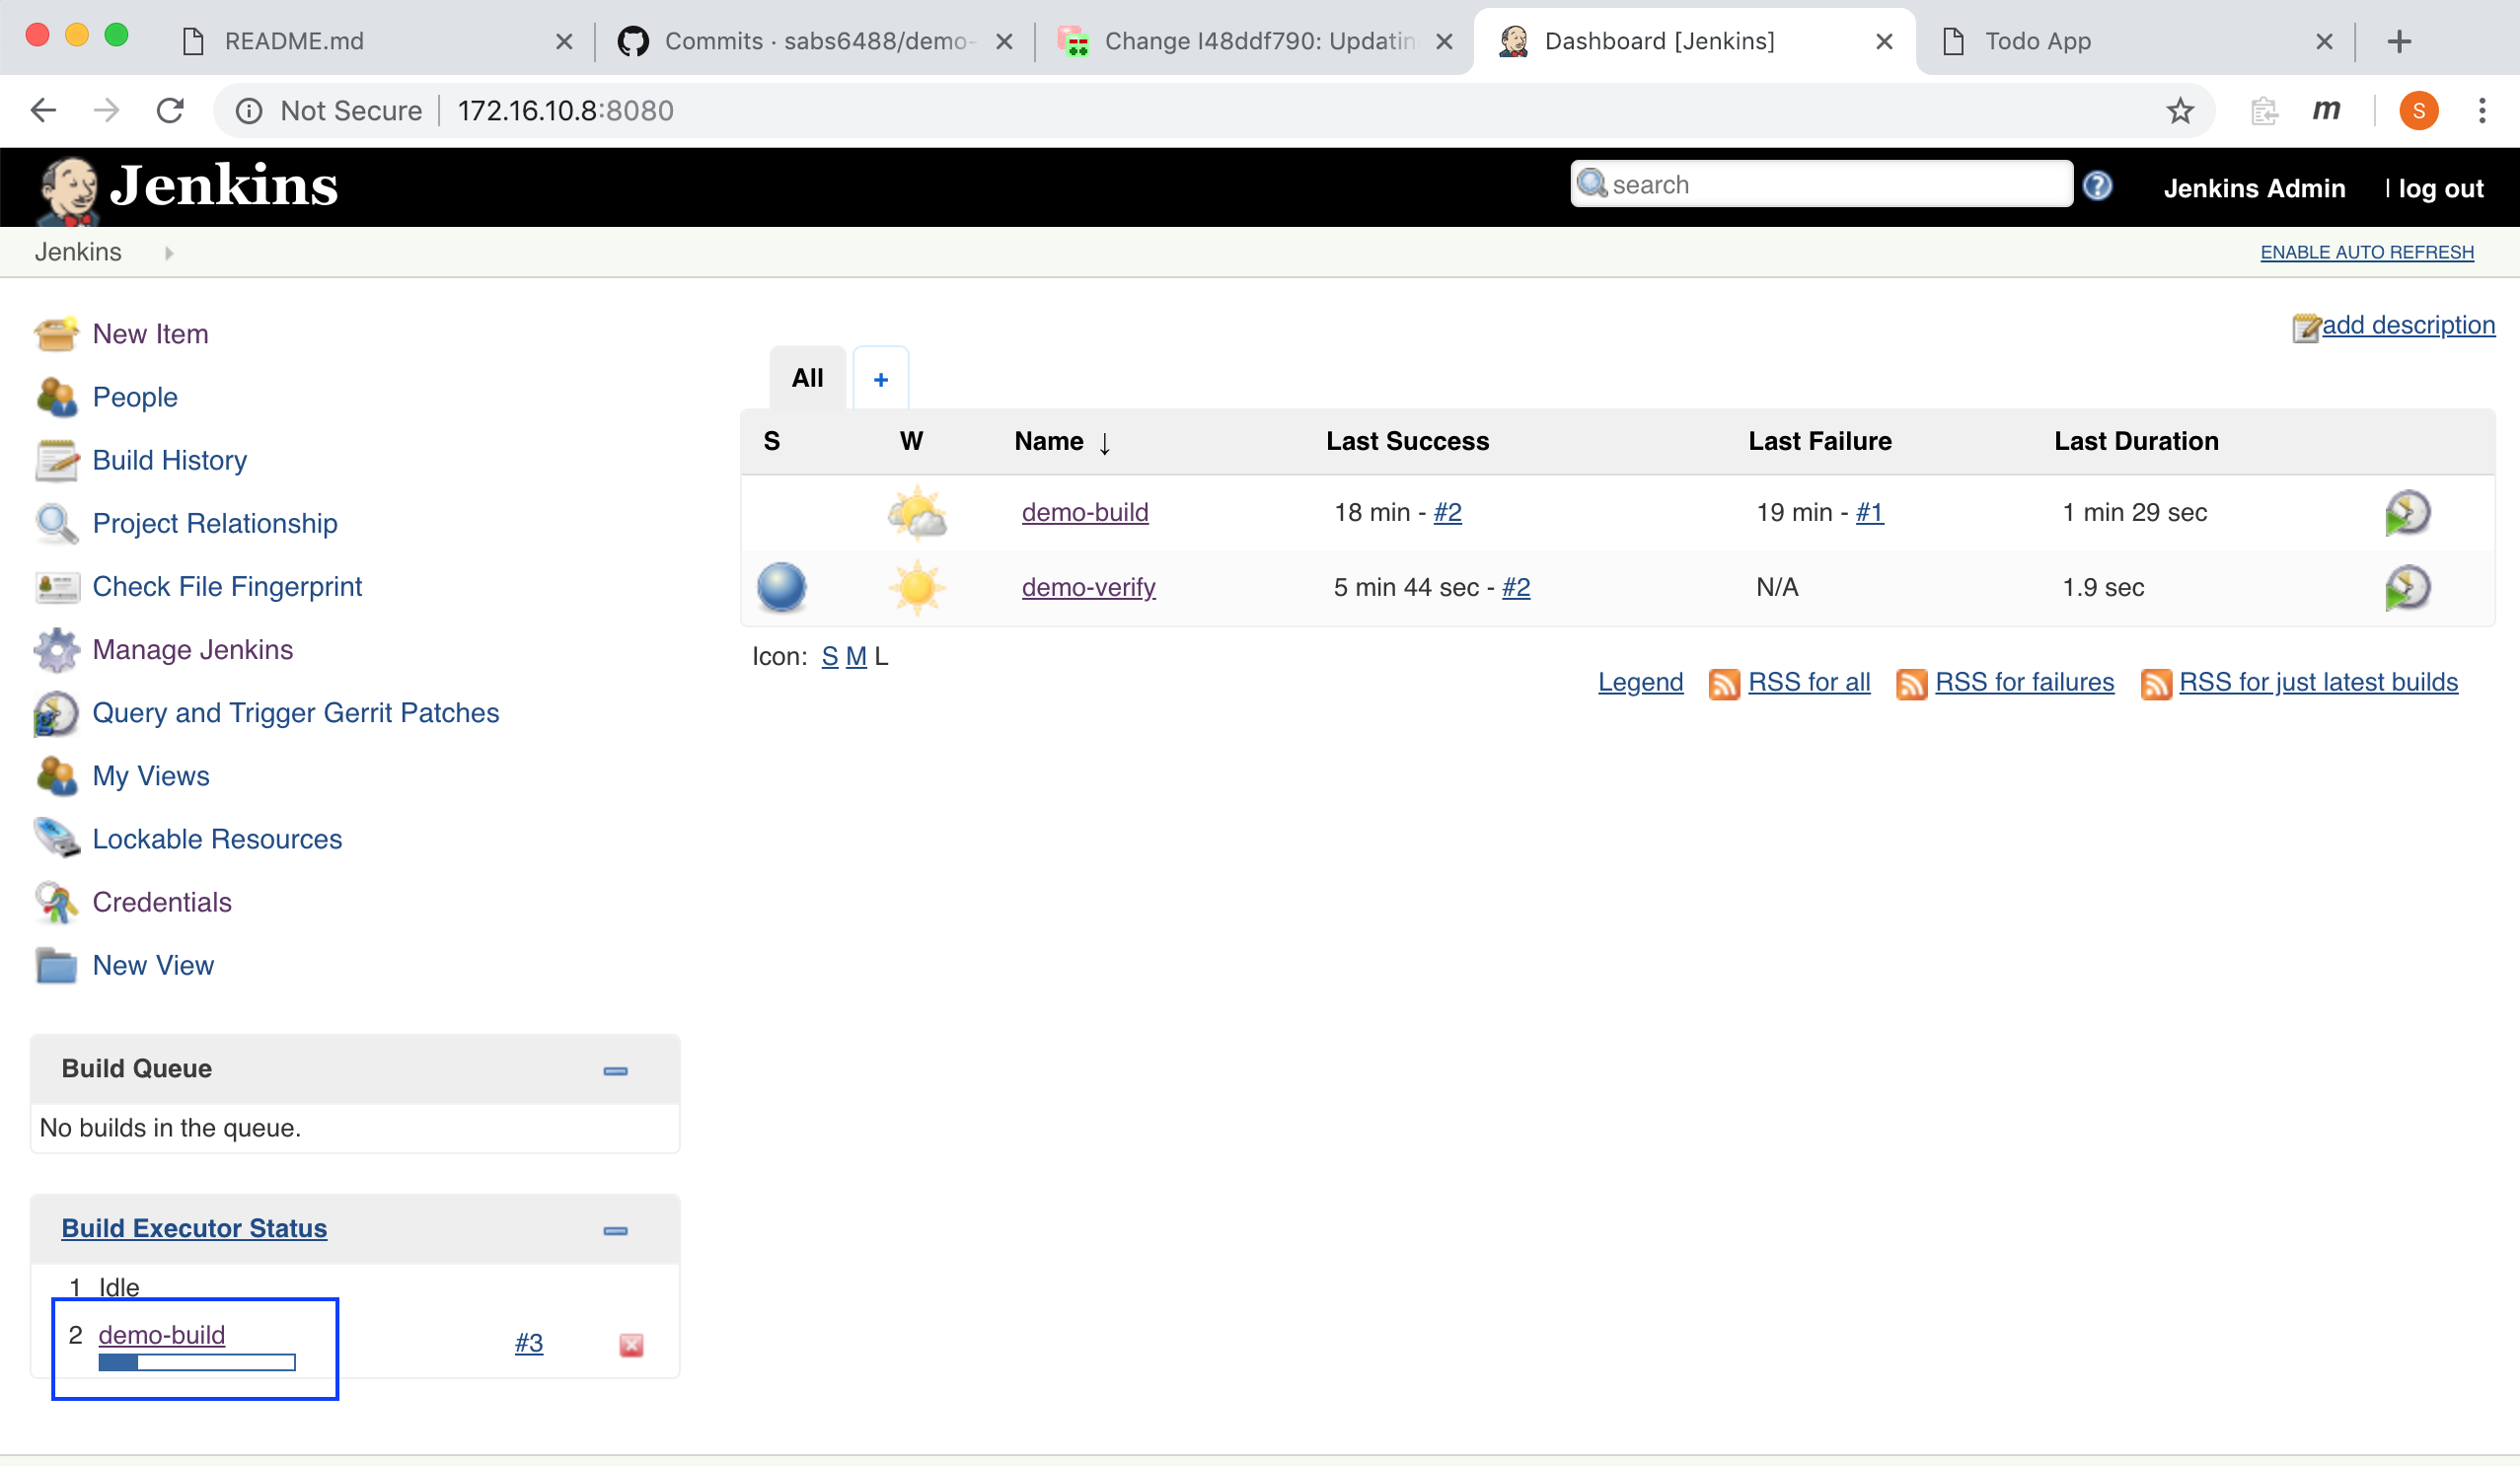 README.md
Commits · sabs6488/demo-
Change I48ddf790: Updatin
Dashboard [Jenkins]
Todo App
Not Secure 172.16.10.8:8080
m
S
Jenkins
search
Jenkins Admin | log out
Jenkins
ENABLE AUTO REFRESH
New Item
People
Build History
Project Relationship
Check File Fingerprint
Manage Jenkins
Query and Trigger Gerrit Patches
My Views
Lockable Resources
Credentials
New View
Build Queue
No builds in the queue.
Build Executor Status
1 Idle
2 demo-build #3
add description
All +
S W Name ↓ Last Success Last Failure Last Duration
demo-build 18 min - #2 19 min - #1 1 min 29 sec
demo-verify 5 min 44 sec - #2 N/A 1.9 sec
Icon: S M L
Legend RSS for all RSS for failures RSS for just latest builds